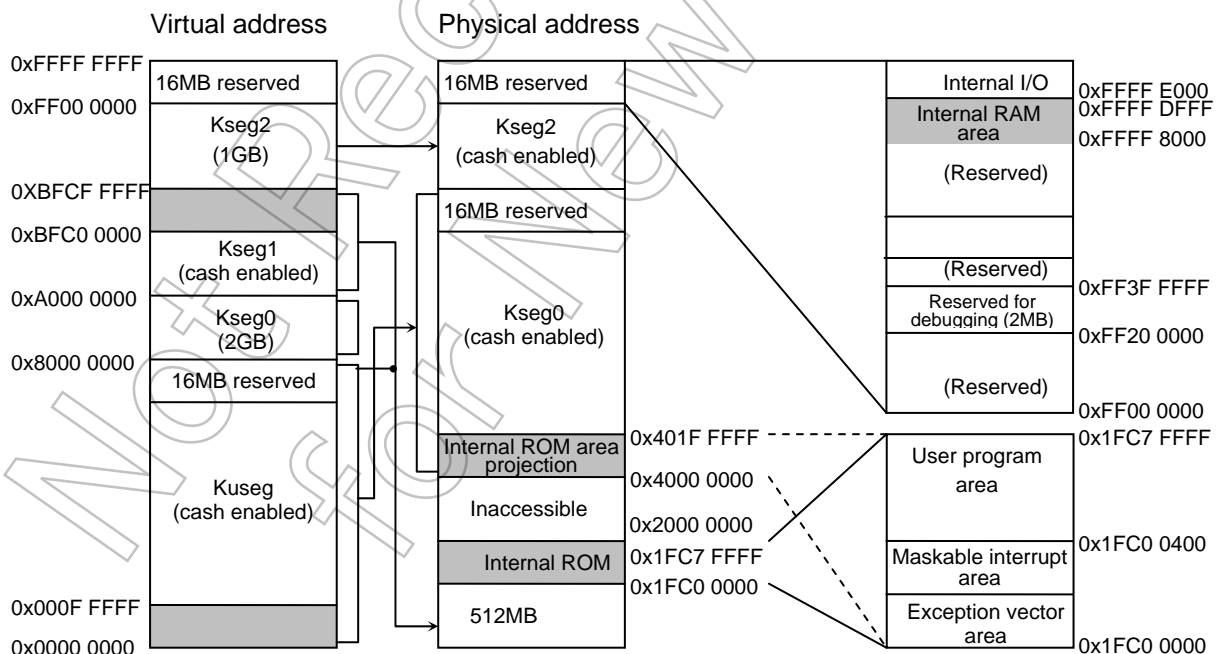 Virtual address
Physical address
0xFFFF FFFF
0xFF00 0000
0XBFCF FFFF
0xBFC0 0000
0xA000 0000
0x8000 0000
0x000F FFFF
0x0000 0000
16MB reserved
Kseg2
(1GB)
Kseg1
(cash enabled)
Kseg0
(2GB)
16MB reserved
Kuseg
(cash enabled)
16MB reserved
Kseg2
(cash enabled)
16MB reserved
Kseg0
(cash enabled)
Internal ROM area
projection
Inaccessible
Internal ROM
512MB
0x401F FFFF
0x4000 0000
0x2000 0000
0x1FC7 FFFF
0x1FC0 0000
Internal I/O
Internal RAM
area
(Reserved)
(Reserved)
Reserved for
debugging (2MB)
(Reserved)
0xFFFF E000
0xFFFF DFFF
0xFFFF 8000
0xFF3F FFFF
0xFF20 0000
0xFF00 0000
User program
area
Maskable interrupt
area
Exception vector
area
0x1FC7 FFFF
0x1FC0 0400
0x1FC0 0000
Not Rec
for New